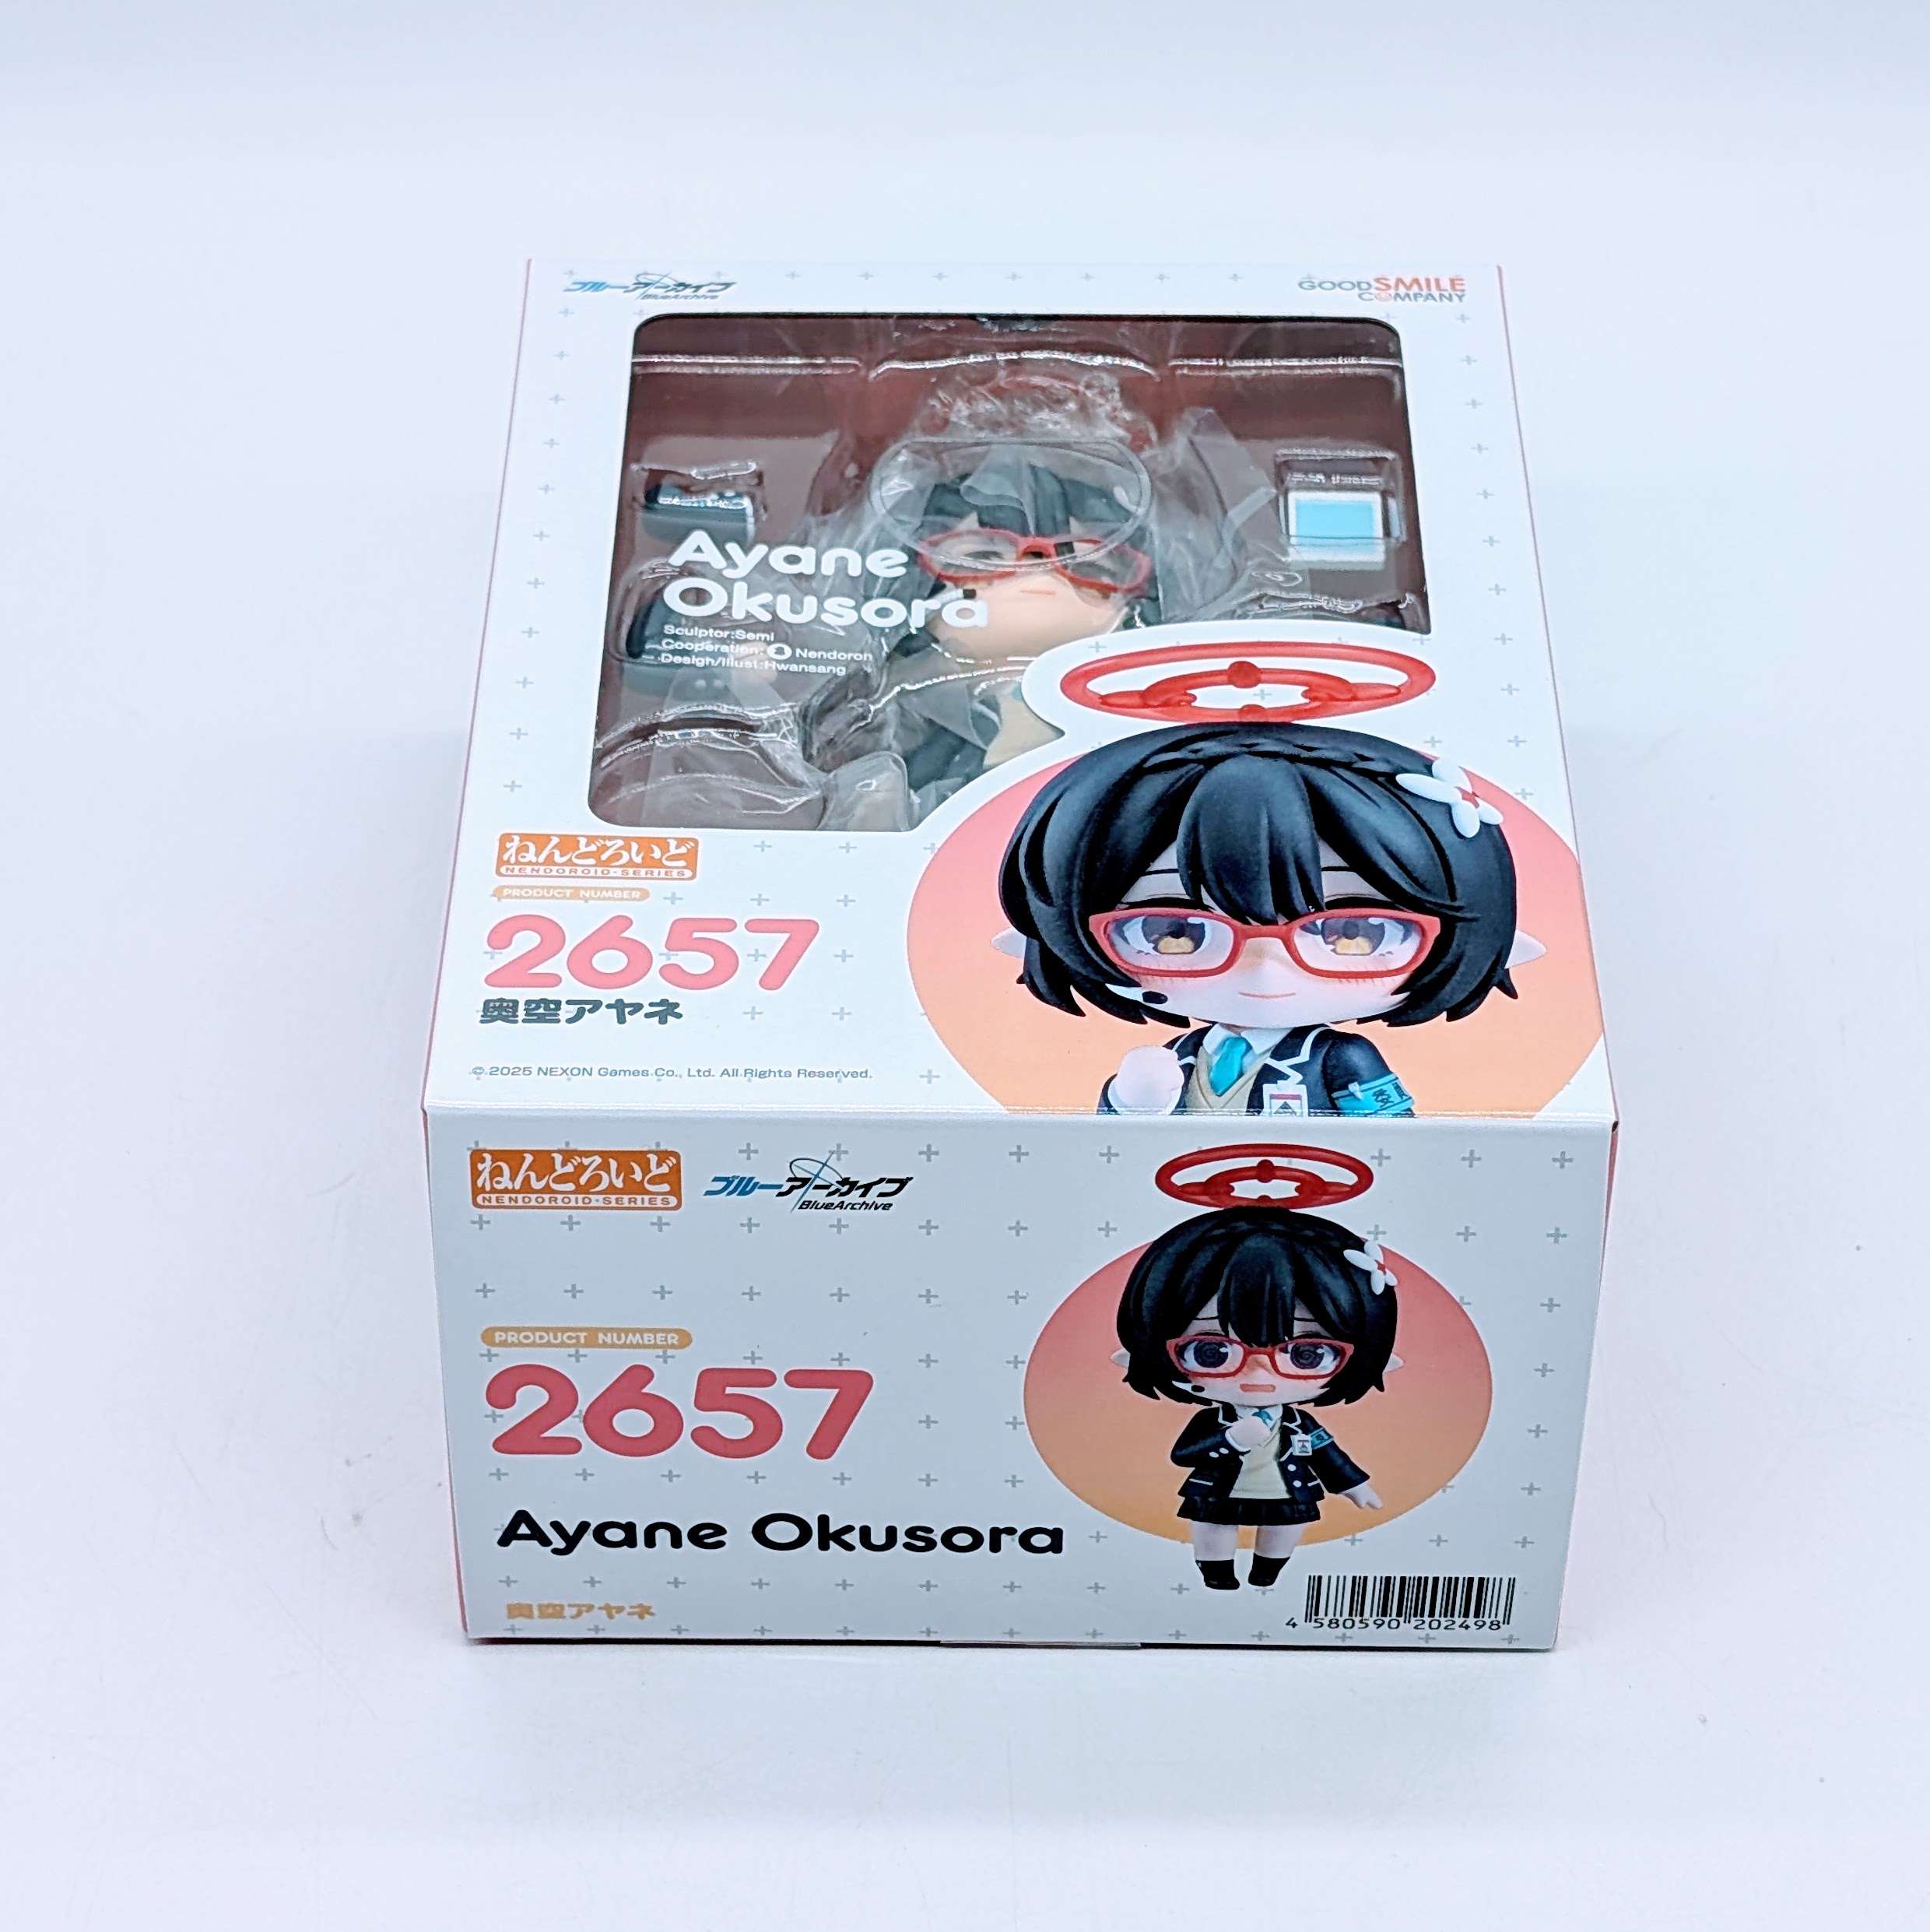 ブルーアーカイブ
BlueArchive
GOODSMILE
COMPANY
Ayane
Okusora
Sculptor:Semi
Cooperation: Nendoron
Design/Illust:Hwansang
ねんどろいど
NENDOROID·SERIES
PRODUCT NUMBER
2657
奥空アヤネ
©2025 NEXON Games Co., Ltd. All Rights Reserved.
ねんどろいど
NENDOROID·SERIES
ブルーアーカイブ
BlueArchive
PRODUCT NUMBER
2657
Ayane Okusora
奥空アヤネ
4 580590 202498